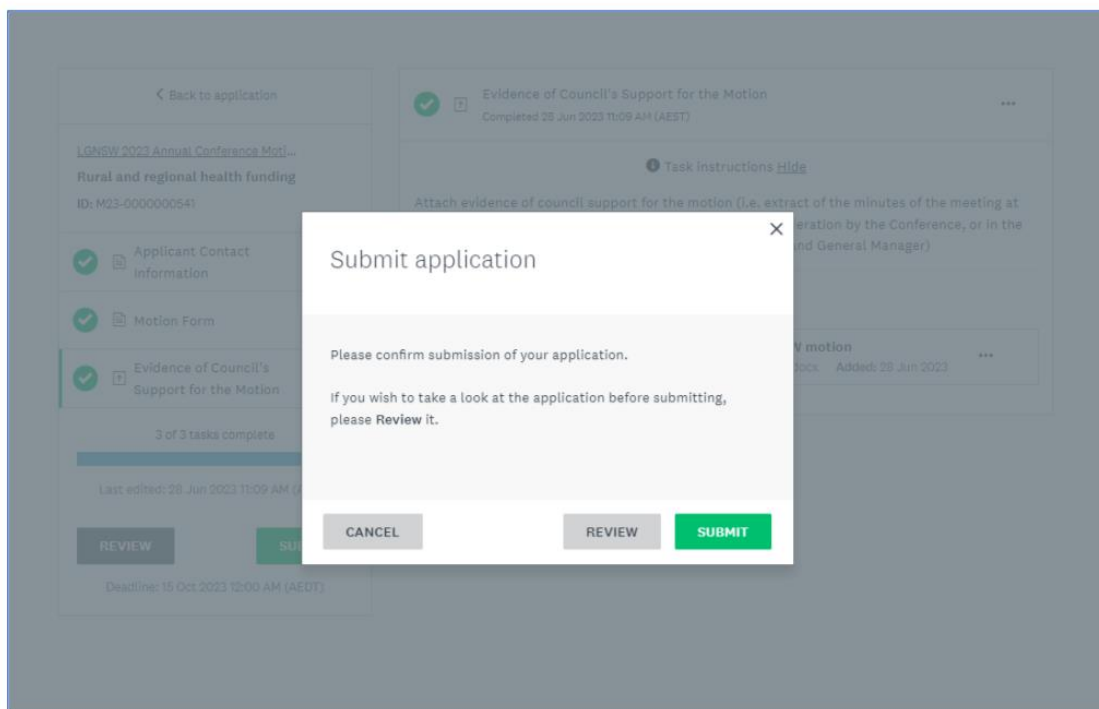 Back to application
LGNSW 2023 Annual Conference Moti...
Rural and regional health funding
ID: M23-0000000541
Applicant Contact
Information
Motion Form
Evidence of Council's
Support for the Motion
3 of 3 tasks complete
Last edited: 28 Jun 2023 11:09 AM (
REVIEW
SU
Deadline: 15 Oct 2023 12:00 AM (AEDT)
Evidence of Council's Support for the Motion
Completed 28 Jun 2023 11:09 AM (AEST)
Task instructions Hide
Attach evidence of council support for the motion (i.e. extract of the minutes of the meeting at
eration by the Conference, or in the
nd General Manager)
motion
docx Added: 28 Jun 2023
Submit application
Please confirm submission of your application.
If you wish to take a look at the application before submitting,
please Review it.
CANCEL
REVIEW
SUBMIT